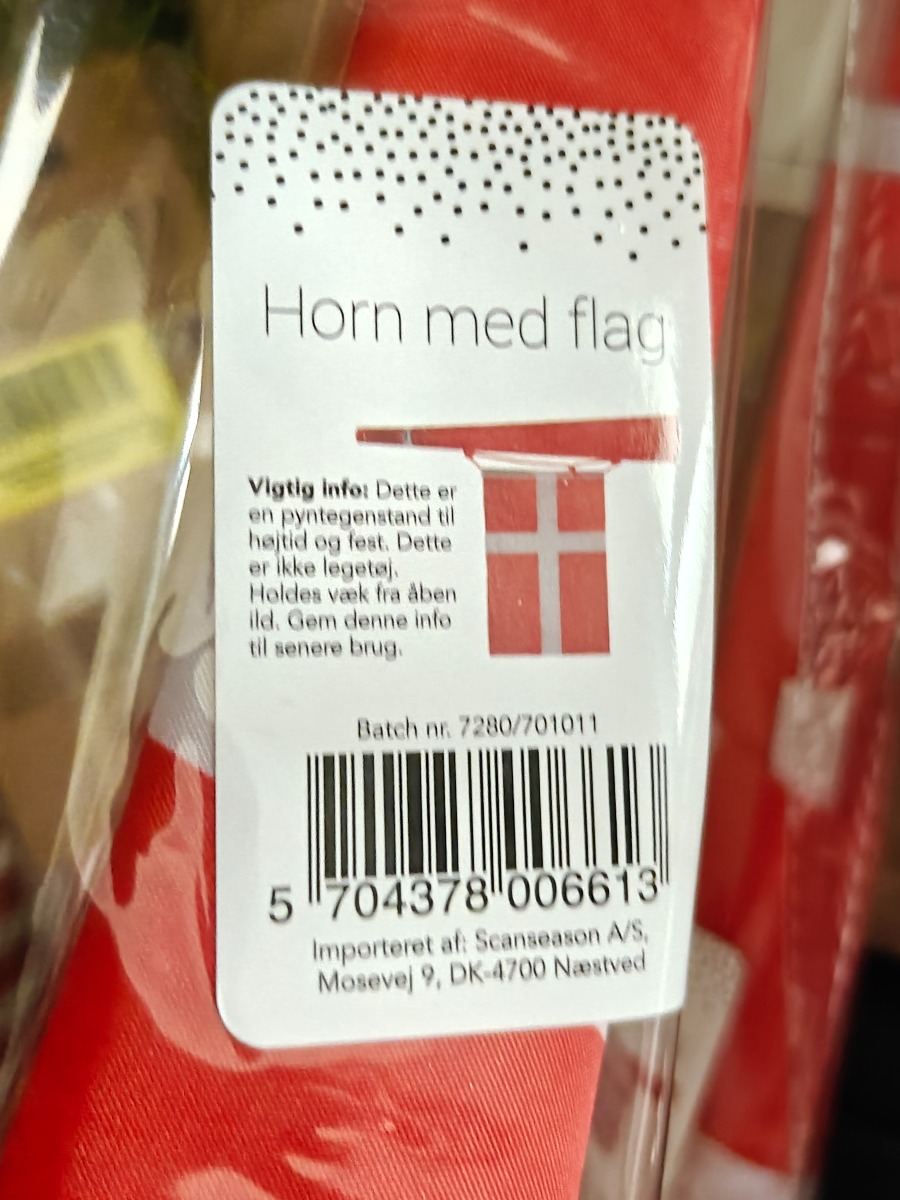 Horn med flag
Vigtig info: Dette er
en pyntegenstand til
højtid og fest. Dette
er ikke legetøj.
Holdes væk fra åben
ild. Gem denne info
til senere brug.
Batch nr. 7280/701011
5 704378 006613
Importeret af: Scanseason A/S,
Mosevej 9, DK-4700 Næstved